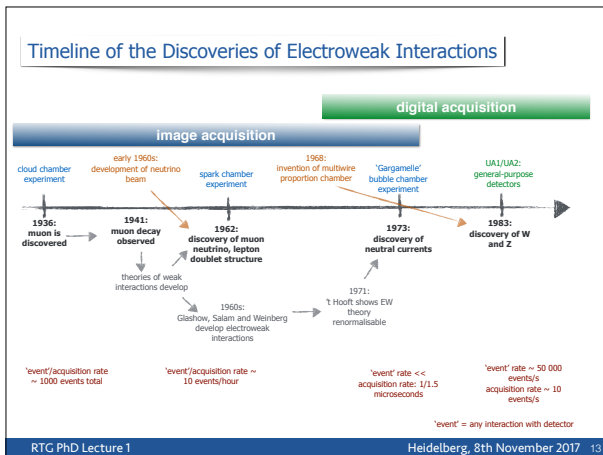 Timeline of the Discoveries of Electroweak Interactions
digital acquisition
image acquisition
cloud chamber
experiment
early 1960s:
development of neutrino
beam
spark chamber
experiment
1968:
invention of multiwire
proportion chamber
'Gargamelle'
bubble chamber
experiment
UA1/UA2:
general-purpose
detectors
1936:
muon is
discovered
1941:
muon decay
observed
1962:
discovery of muon
neutrino, lepton
doublet structure
1973:
discovery of
neutral currents
1983:
discovery of W
and Z
theories of weak
interactions develop
1960s:
Glashow, Salam and Weinberg
develop electroweak
interactions
1971:
't Hooft shows EW
theory
renormalisable
'event'/acquisition rate
~ 1000 events total
'event'/acquisition rate ~
10 events/hour
'event' rate <<
acquisition rate: 1/1.5
microseconds
'event' rate ~ 50 000
events/s
acquisition rate ~ 10
events/s
'event' = any interaction with detector
RTG PhD Lecture 1
Heidelberg, 8th November 2017 13